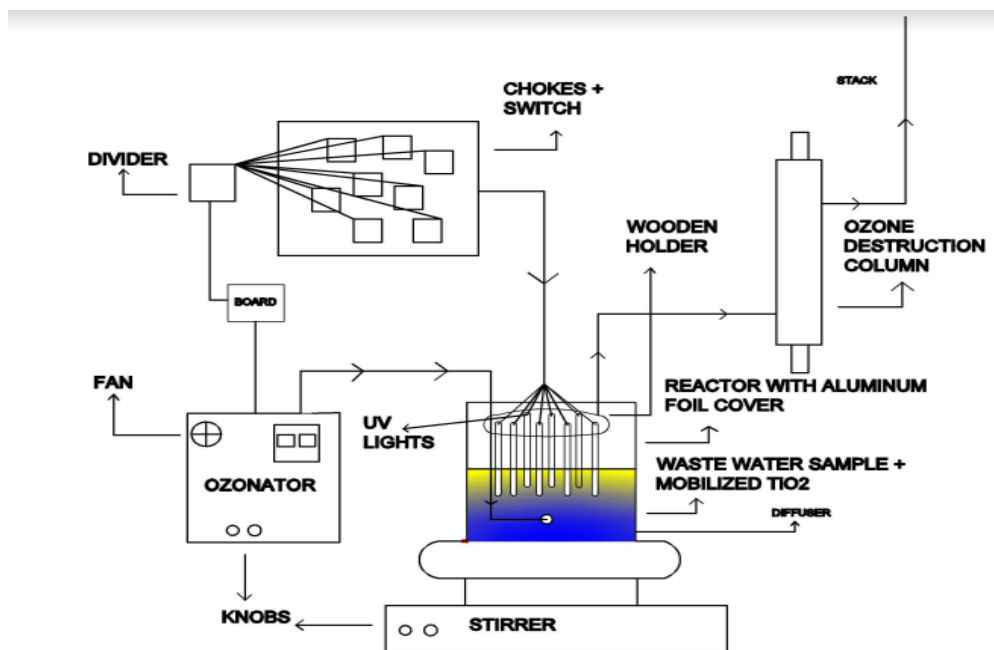 STACK
CHOKES +
SWITCH
DIVIDER
WOODEN
HOLDER
OZONE
DESTRUCTION
COLUMN
BOARD
FAN
REACTOR WITH ALUMINUM
FOIL COVER
UV
LIGHTS
WASTE WATER SAMPLE +
MOBILIZED TIO2
OZONATOR
DIFFUSER
KNOBS
STIRRER